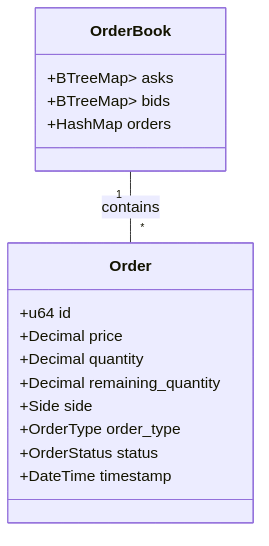 OrderBook
+BTreeMap> asks
+BTreeMap> bids
+HashMap orders
1
contains
*
Order
+u64 id
+Decimal price
+Decimal quantity
+Decimal remaining_quantity
+Side side
+OrderType order_type
+OrderStatus status
+DateTime timestamp